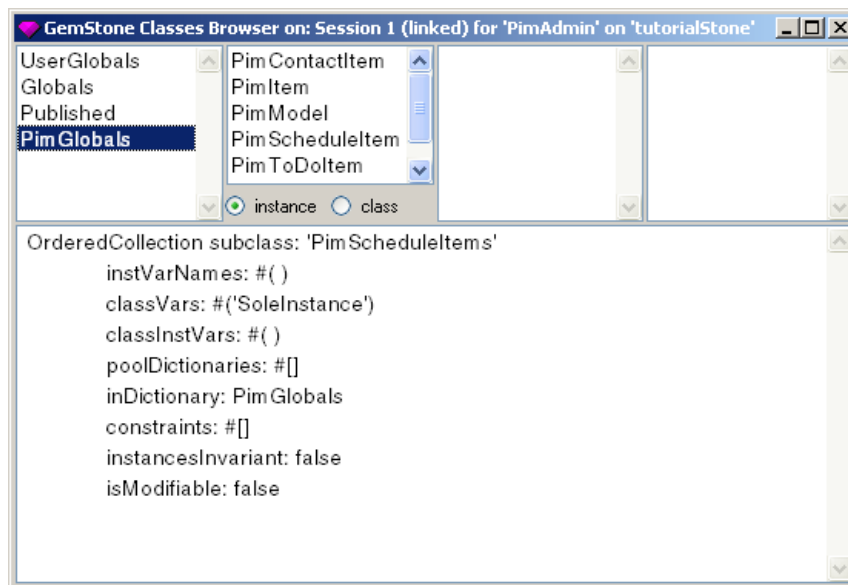 GemStone Classes Browser on: Session 1 (linked) for 'PimAdmin' on 'tutorialStone'
UserGlobals
Globals
Published
PimGlobals
PimContactItem
PimItem
PimModel
PimScheduleItem
PimToDoItem
instance class
OrderedCollection subclass: 'PimScheduleItems'
instVarNames: #( )
classVars: #('SoleInstance')
classInstVars: #( )
poolDictionaries: #[]
inDictionary: PimGlobals
constraints: #[]
instancesInvariant: false
isModifiable: false